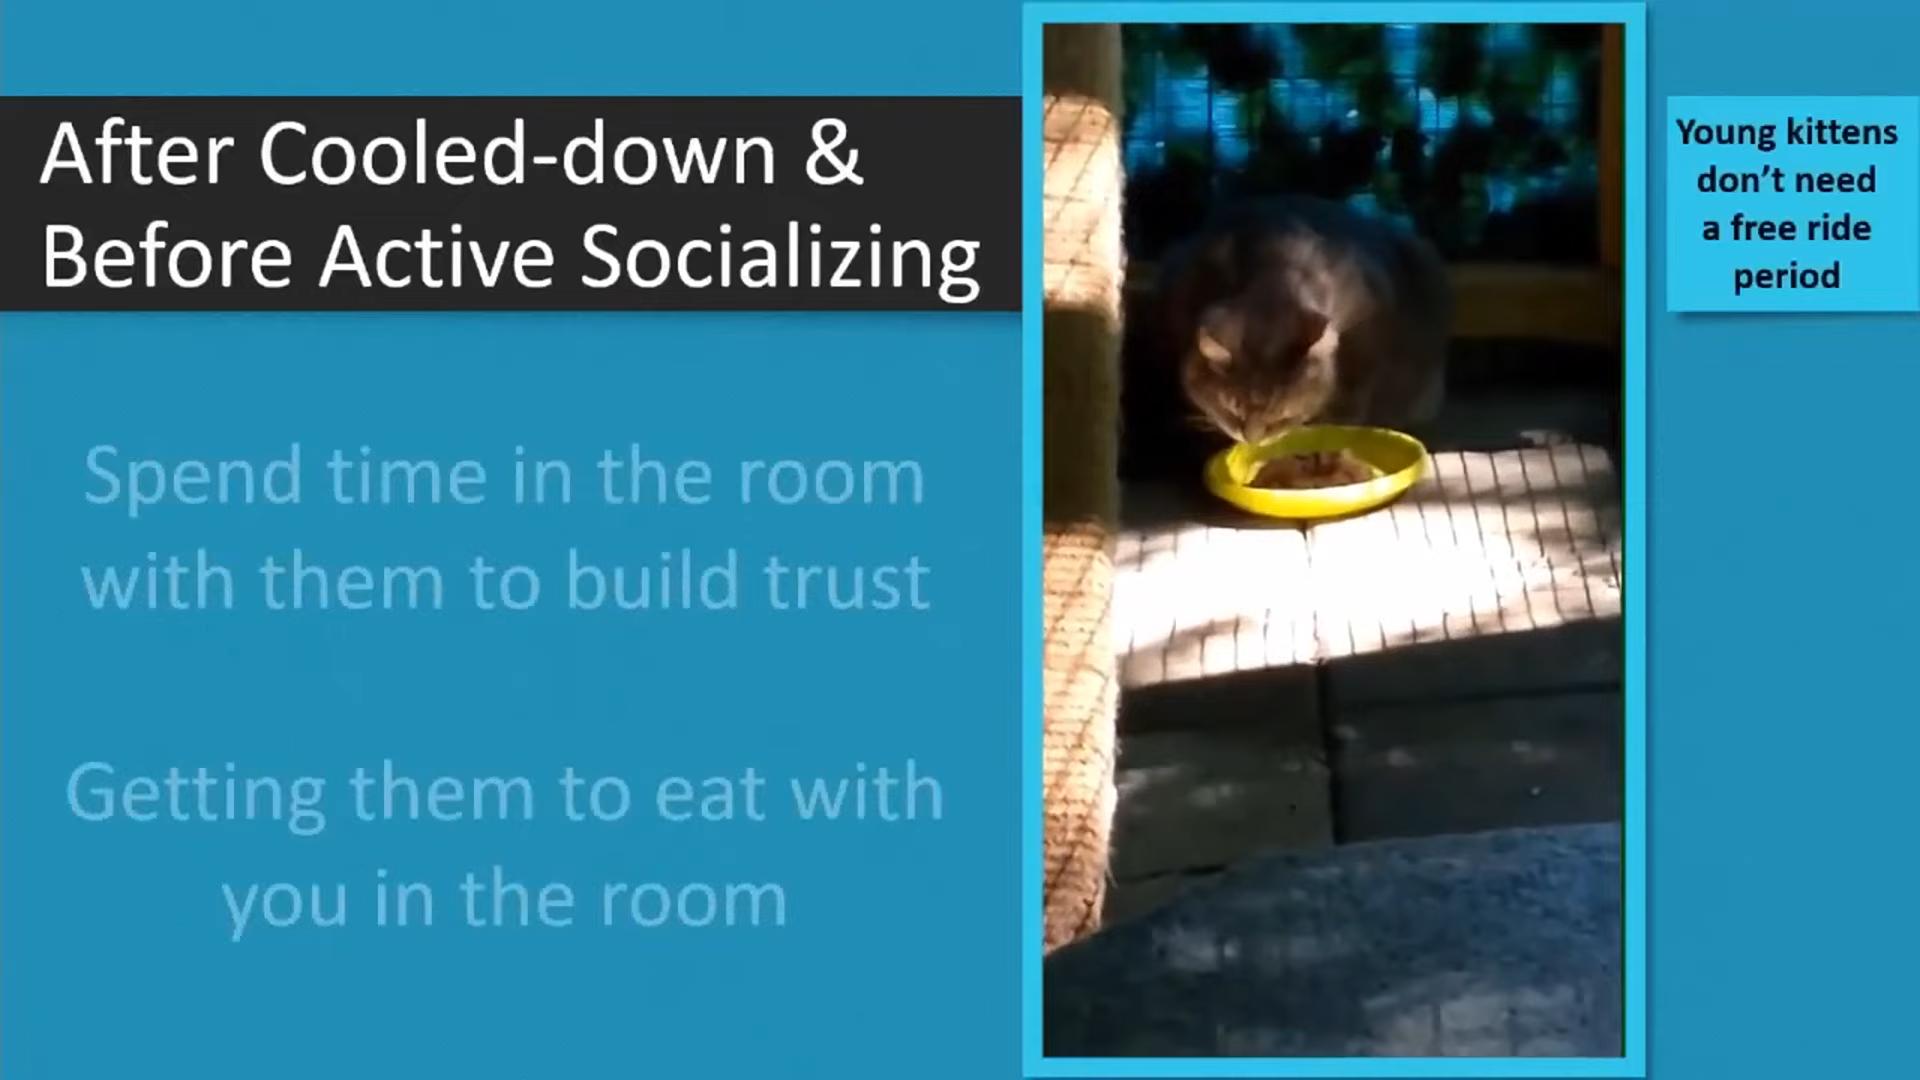 After Cooled-down &
Before Active Socializing
Spend time in the room
with them to build trust
Getting them to eat with
you in the room
Young kittens
don't need
a free ride
period